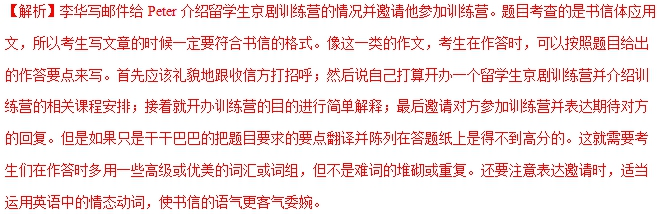 【解析】李华写邮件给 Peter 介绍留学生京剧训练营的情况并邀请他参加训练营。题目考查的是书信体应用
文，所以考生写文章的时候一定要符合书信的格式。像这一类的作文，考生在作答时，可以按照题目给出
的作答要点来写。首先应该礼貌地跟收信方打招呼；然后说自己打算开办一个留学生京剧训练营并介绍训
练营的相关课程安排；接着就开办训练营的目的进行简单解释；最后邀请对方参加训练营并表达期待对方
的回复。但是如果只是干干巴巴的把题目要求的要点翻译并陈列在答题纸上是得不到高分的。这就需要考
生们在作答时多用一些高级或优美的词汇或词组，但不是难词的堆砌或重复。还要注意表达邀请时，适当
运用英语中的情态动词，使书信的语气更客气委婉。